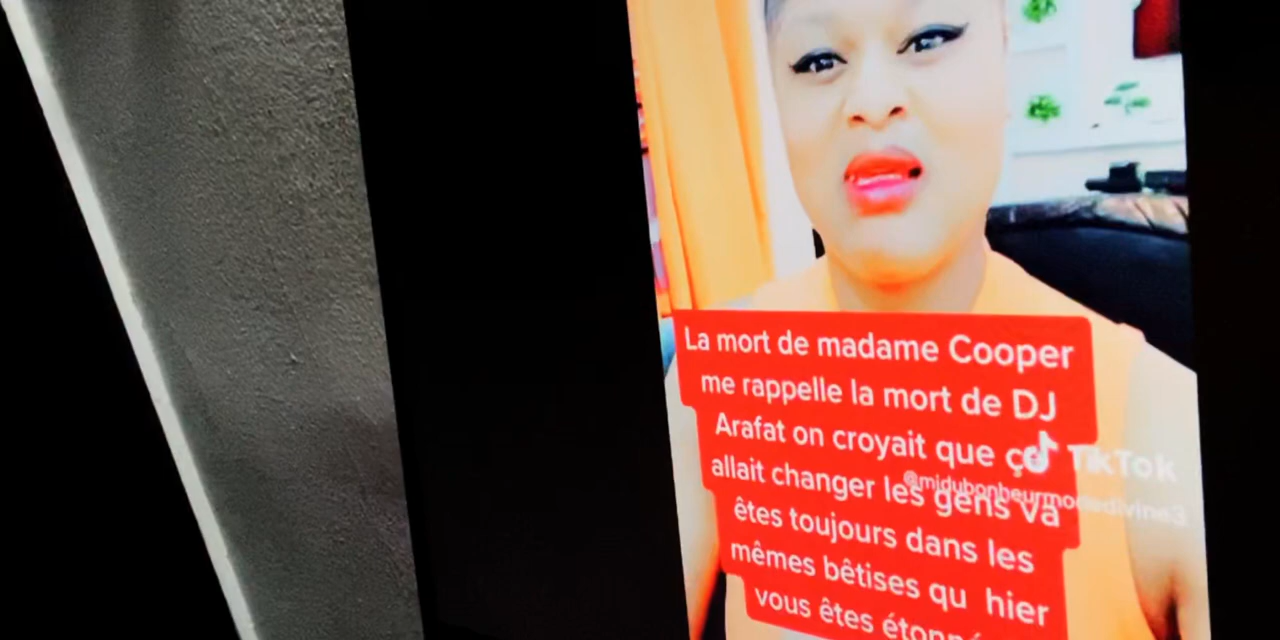 La mort de madame Cooper
me rappelle la mort de DJ
Arafat on croyait que ça
allait changer les gens va
êtes toujours dans les
mêmes bêtises qu hier
vous êtes
TikTok